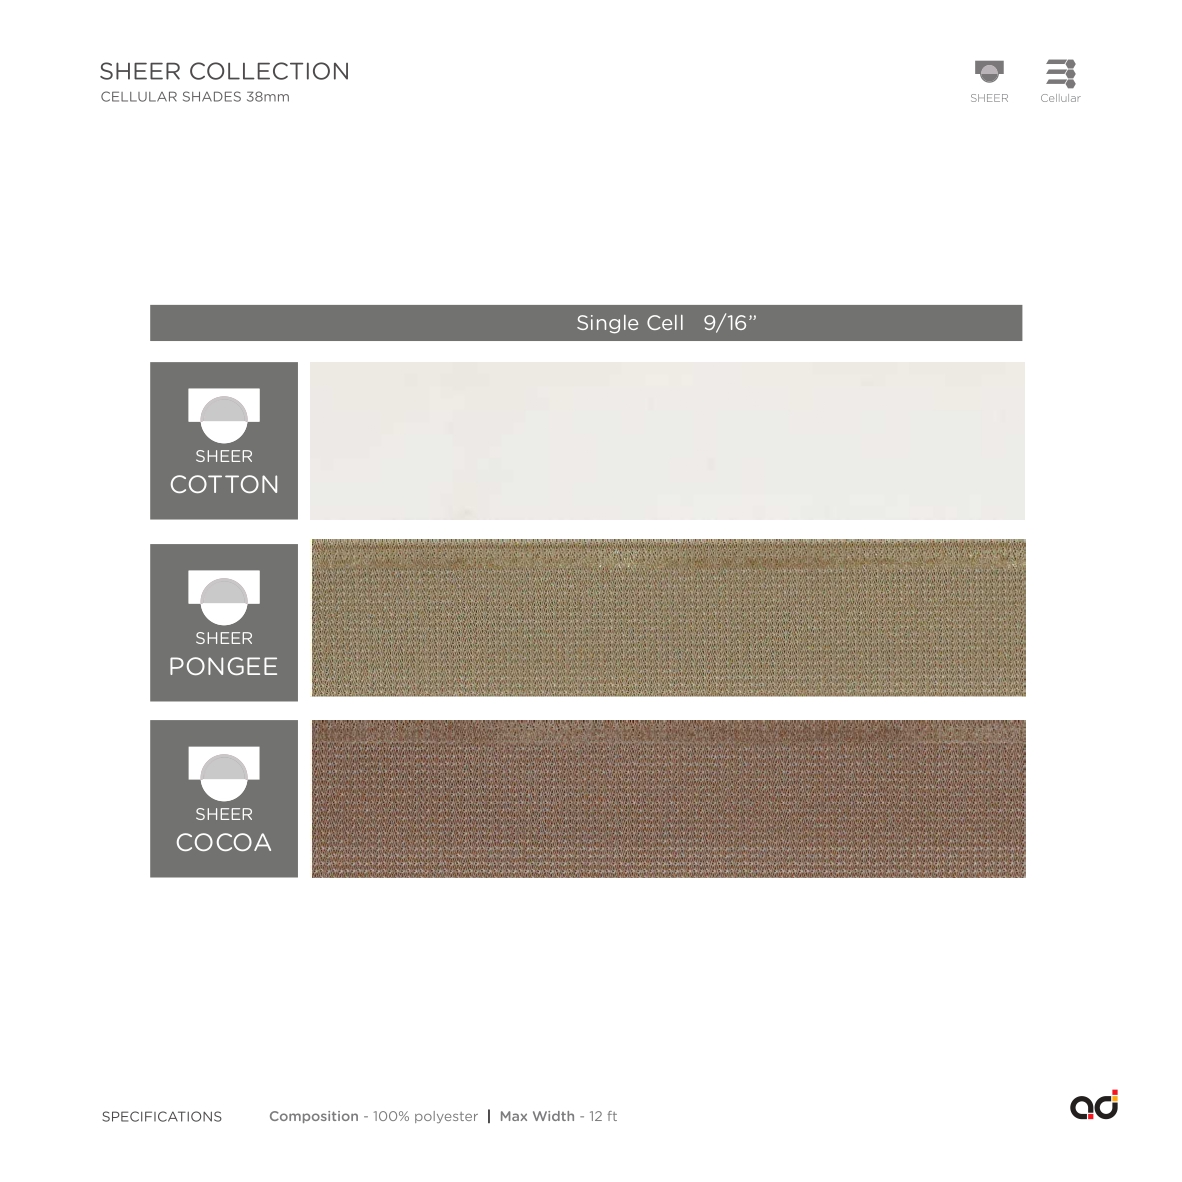 SHEER COLLECTION
CELLULAR SHADES 38mm
SHEER
Cellular
Single Cell 9/16”
SHEER
COTTON
SHEER
PONGEE
SHEER
COCOA
SPECIFICATIONS
Composition - 100% polyester | Max Width - 12 ft